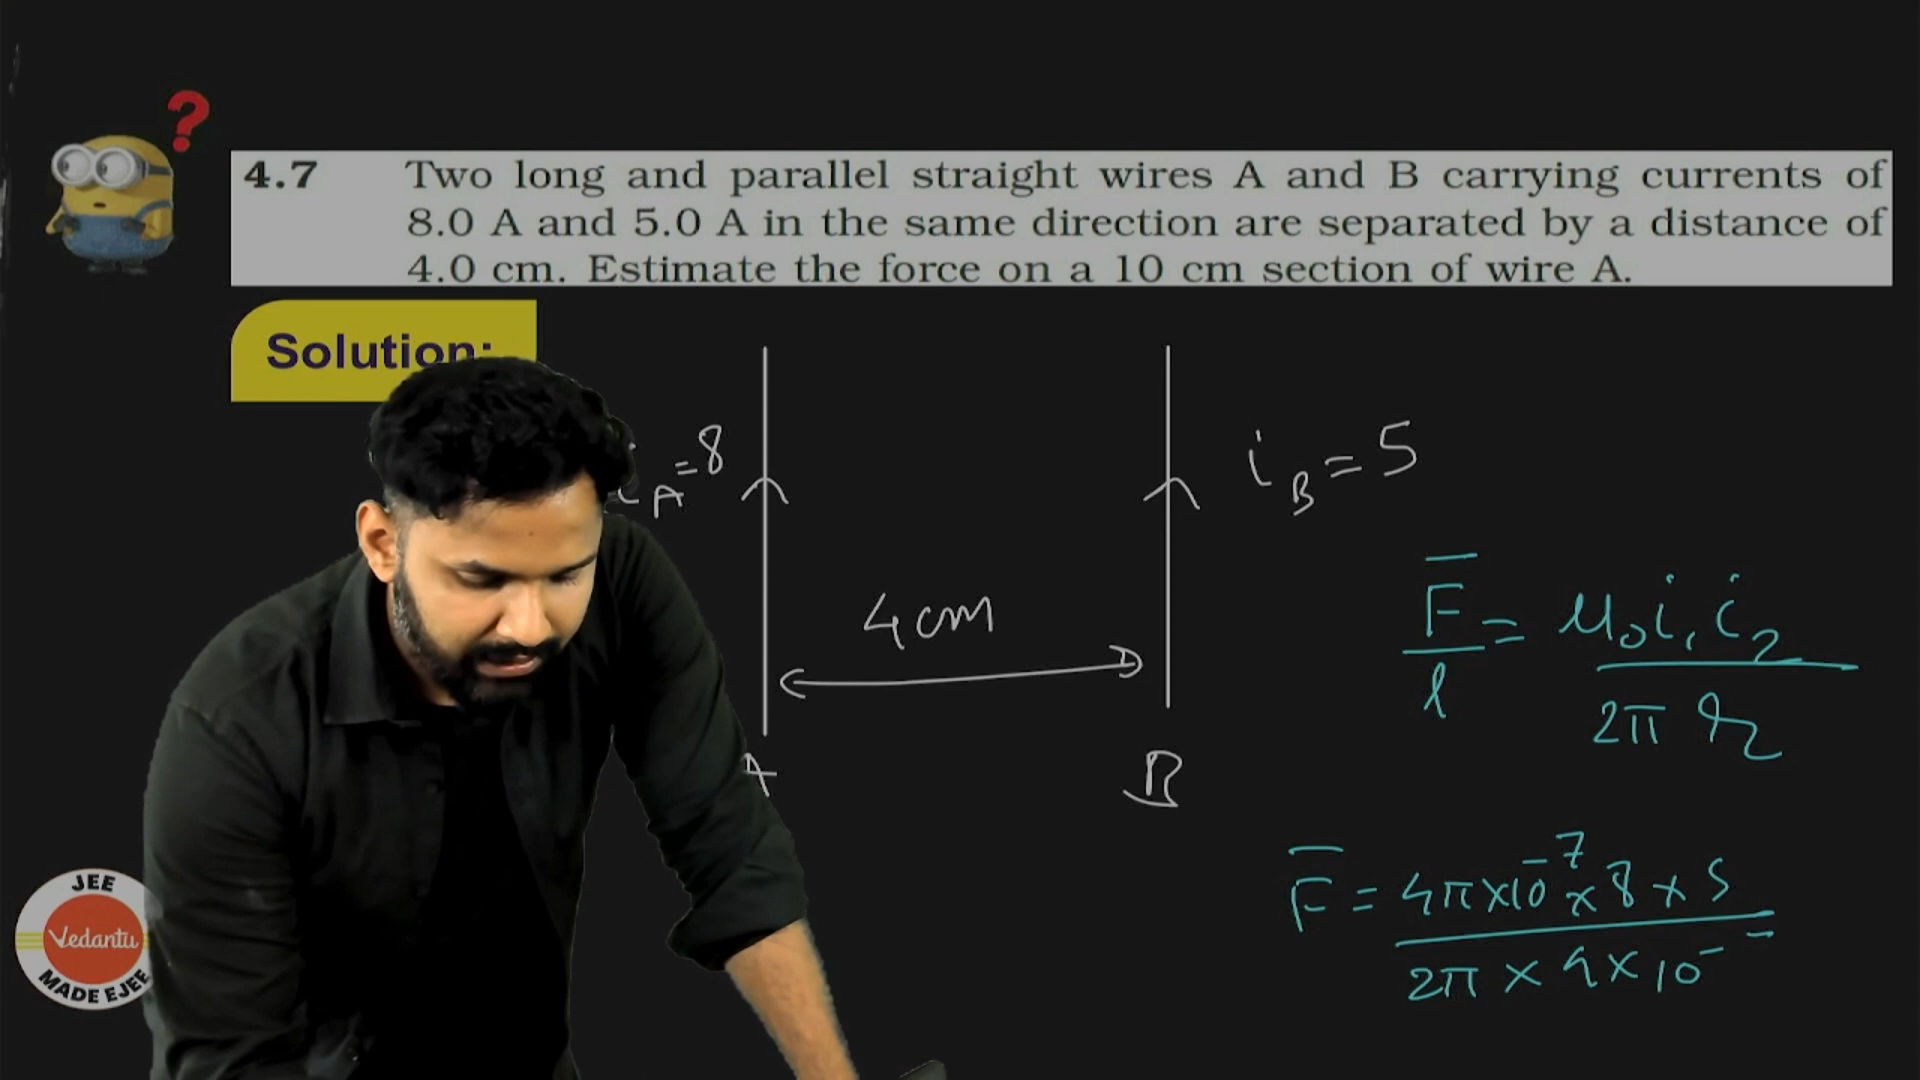 ?
4.7 Two long and parallel straight wires A and B carrying currents of
8.0 A and 5.0 A in the same direction are separated by a distance of
4.0 cm. Estimate the force on a 10 cm section of wire A.
Solution:
i_A = 8
i_B = 5
4cm
A
B
F̅/l = μ₀ i₁ i₂ / 2π r
F̅ = 4π×10⁻⁷×8×5 / 2π×4×10⁻
JEE
Vedantu
MADE EJEE